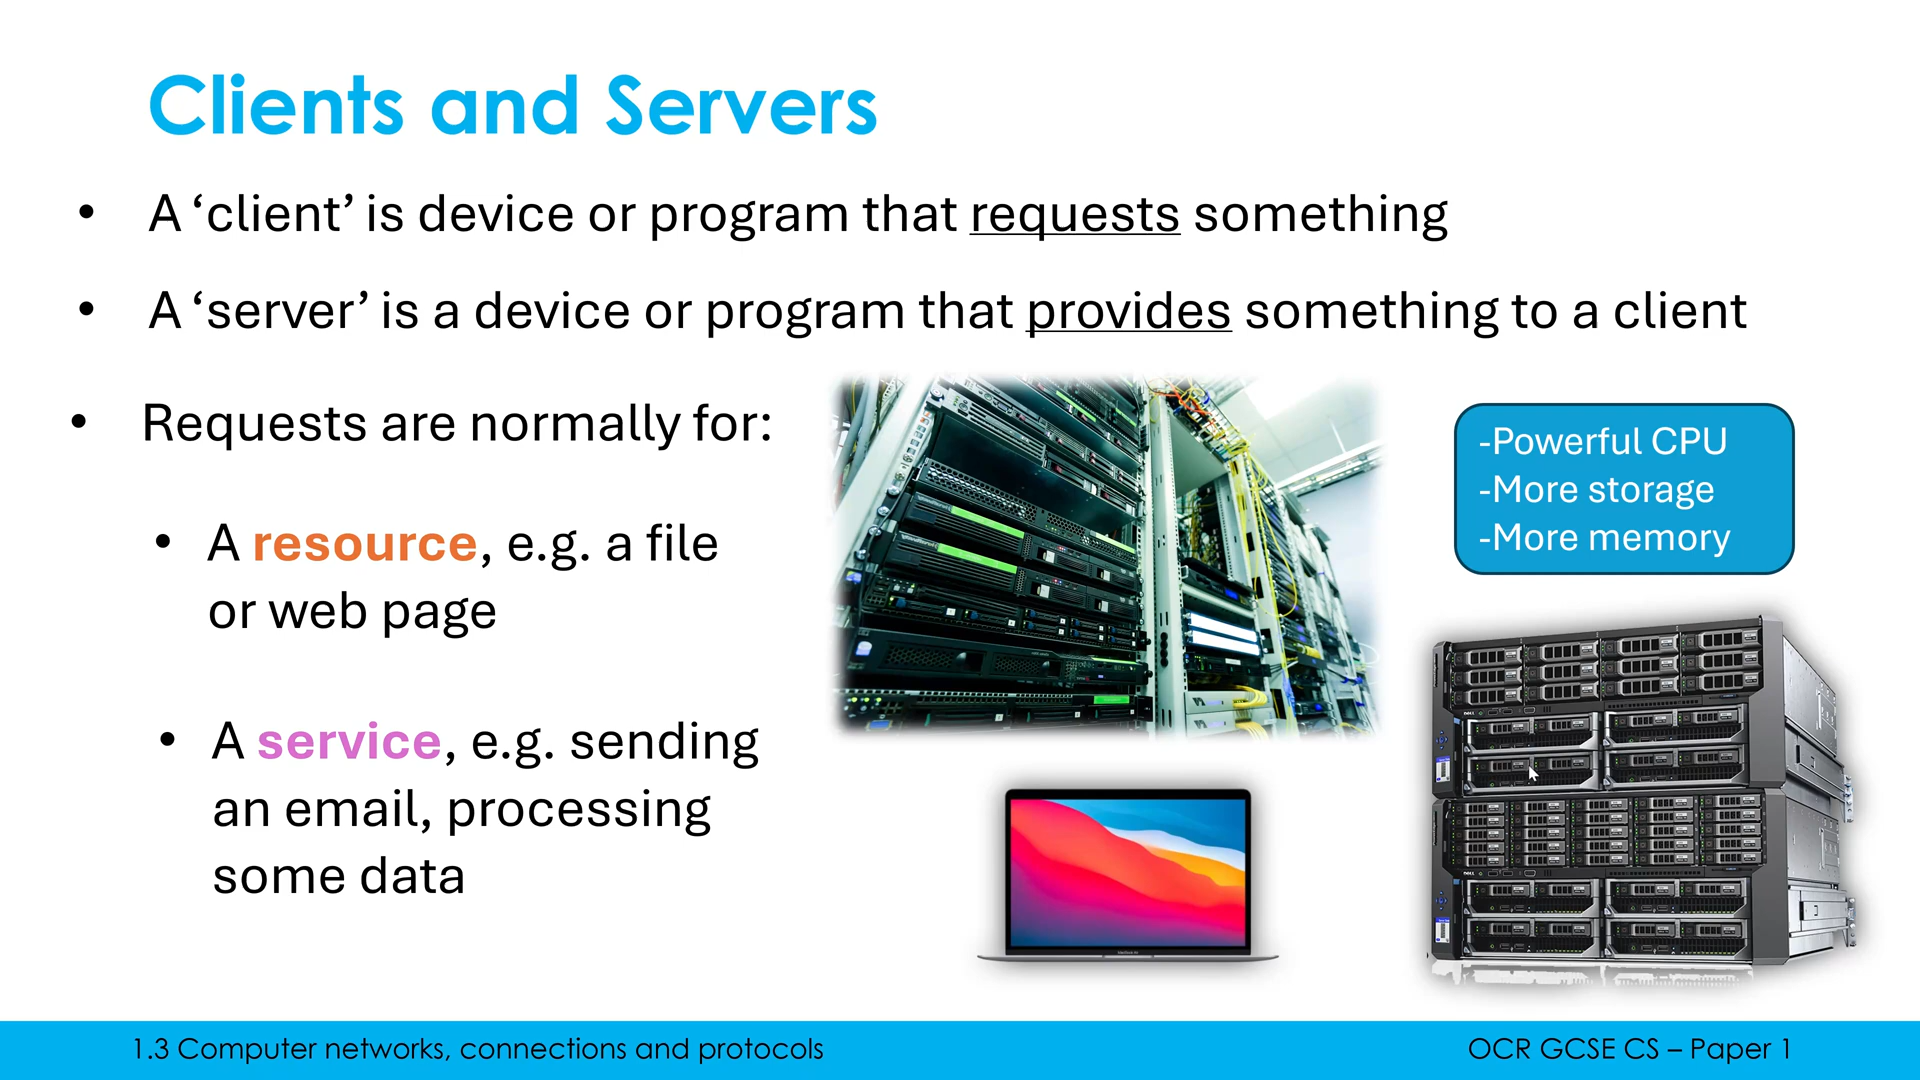 Clients and Servers
• A ‘client’ is device or program that requests something
• A ‘server’ is a device or program that provides something to a client
• Requests are normally for:
• A resource, e.g. a file
or web page
• A service, e.g. sending
an email, processing
some data
-Powerful CPU
-More storage
-More memory
1.3 Computer networks, connections and protocols
OCR GCSE CS – Paper 1